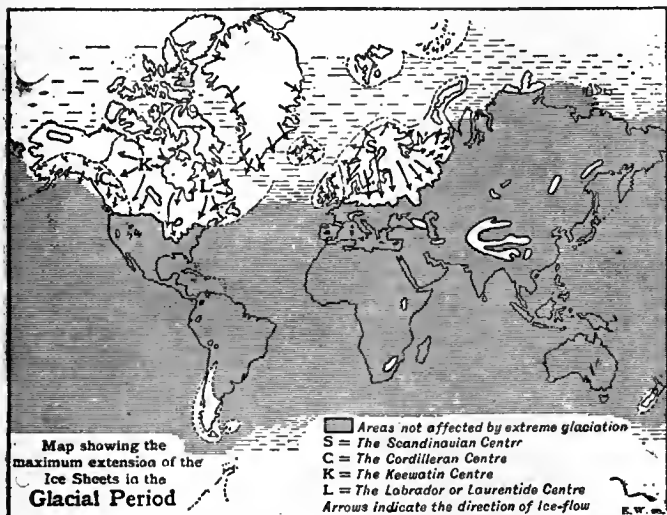 K
L
C
S
Map showing the
maximum extension of the
Ice Sheets in the
Glacial Period
Areas not affected by extreme glaciation
S = The Scandinavian Centrr
C = The Cordilleran Centre
K = The Keewatin Centre
L = The Labrador or Laurentide Centre
Arrows indicate the direction of Ice-flow